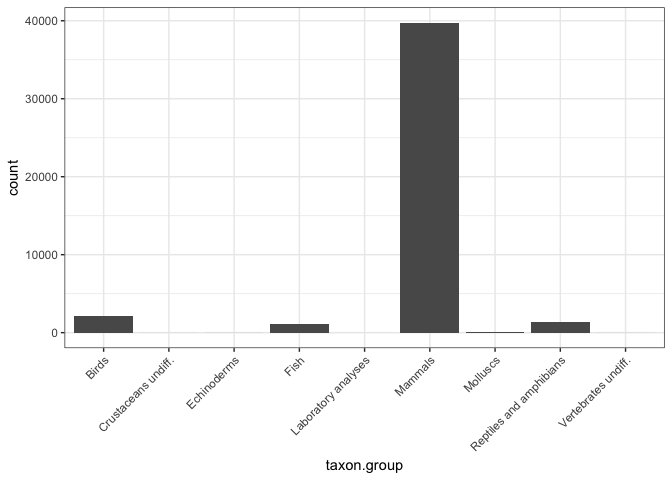 40000
30000
20000
10000
0
count
Birds
Crustaceans undiff.
Echinoderms
Fish
Laboratory analyses
Mammals
Molluscs
Reptiles and amphibians
Vertebrates undiff.
taxon.group